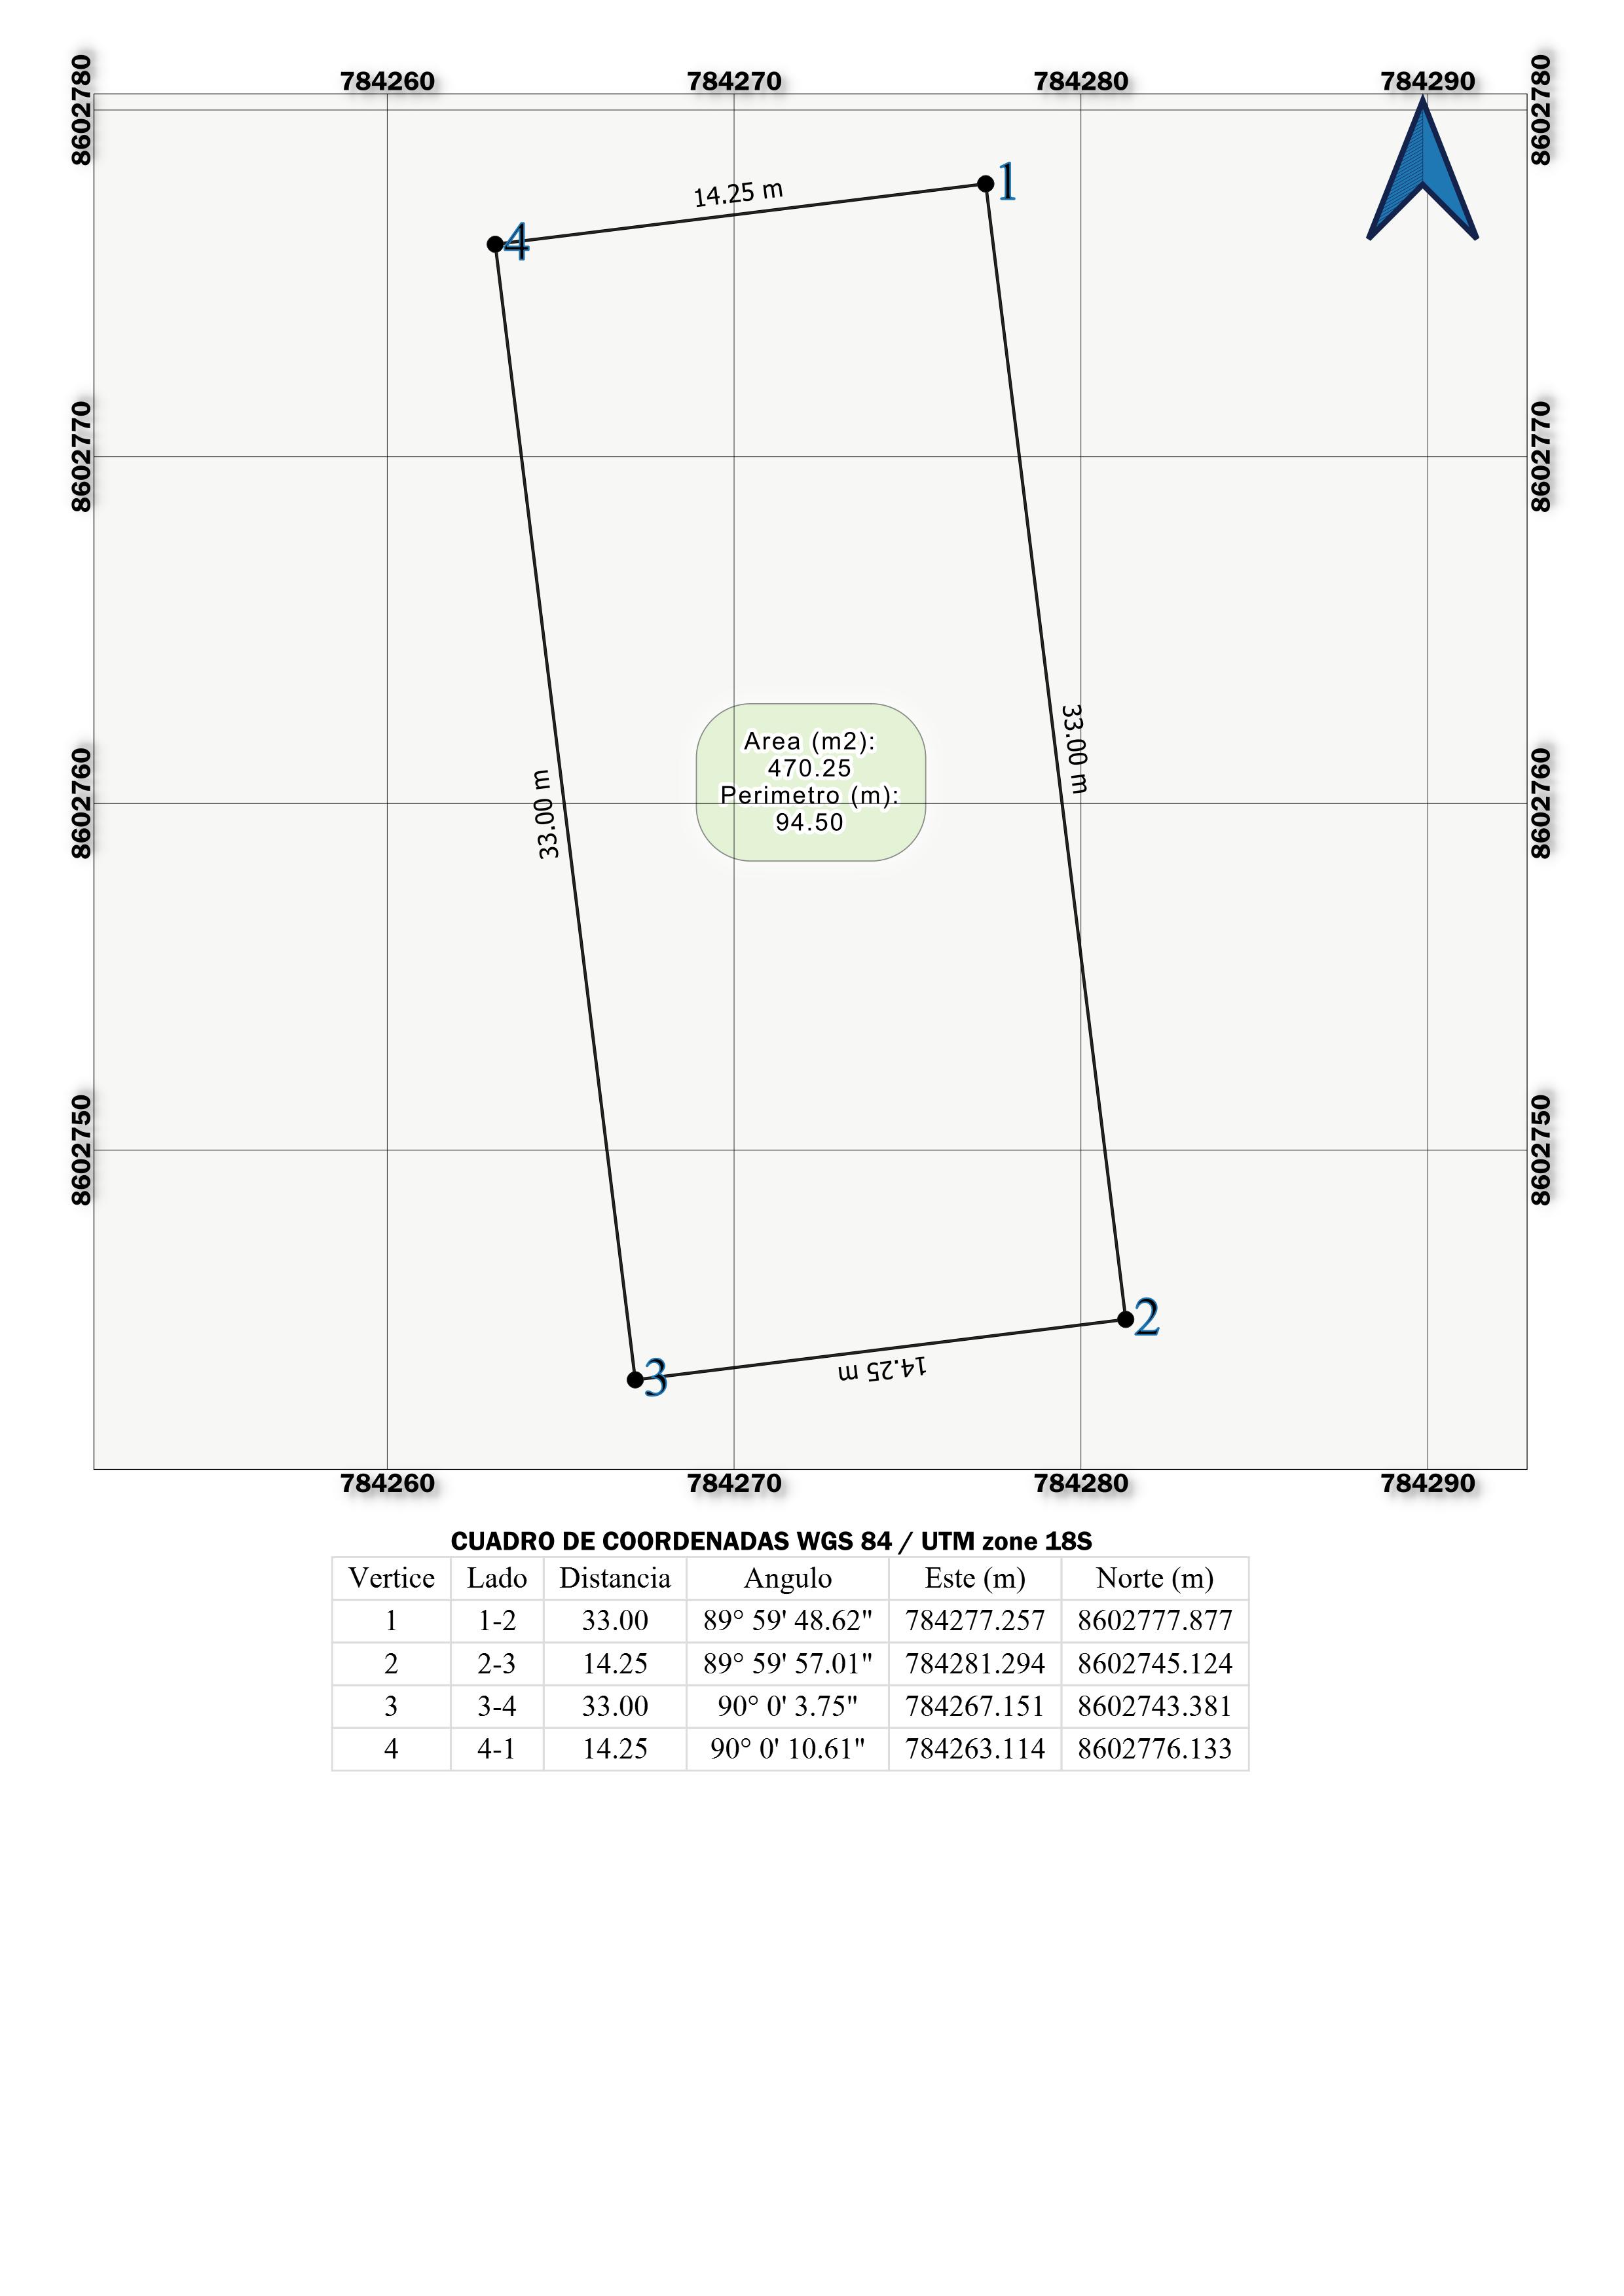 784260 784270 784280 784290
8602780 8602780
1
14.25 m
4
8602770 8602770
33.00 m
Area (m2):
470.25
Perimetro (m):
94.50
33.00 m
8602760 8602760
8602750 8602750
2
14.25 m
3
784260 784270 784280 784290
CUADRO DE COORDENADAS WGS 84 / UTM zone 18S
Vertice Lado Distancia Angulo Este (m) Norte (m)
1 1-2 33.00 89° 59' 48.62" 784277.257 8602777.877
2 2-3 14.25 89° 59' 57.01" 784281.294 8602745.124
3 3-4 33.00 90° 0' 3.75" 784267.151 8602743.381
4 4-1 14.25 90° 0' 10.61" 784263.114 8602776.133